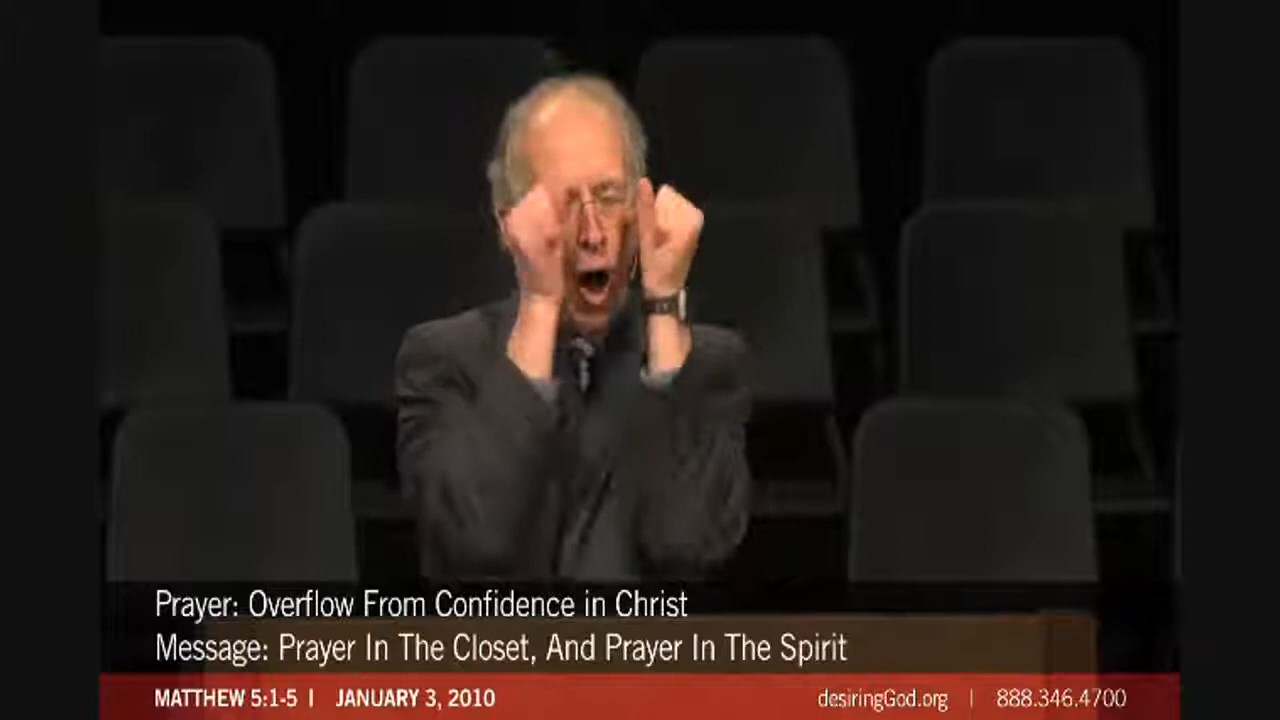 Prayer: Overflow From Confidence in Christ
Message: Prayer In The Closet, And Prayer In The Spirit
MATTHEW 5:1-5 | JANUARY 3, 2010 desiringGod.org | 888.346.4700